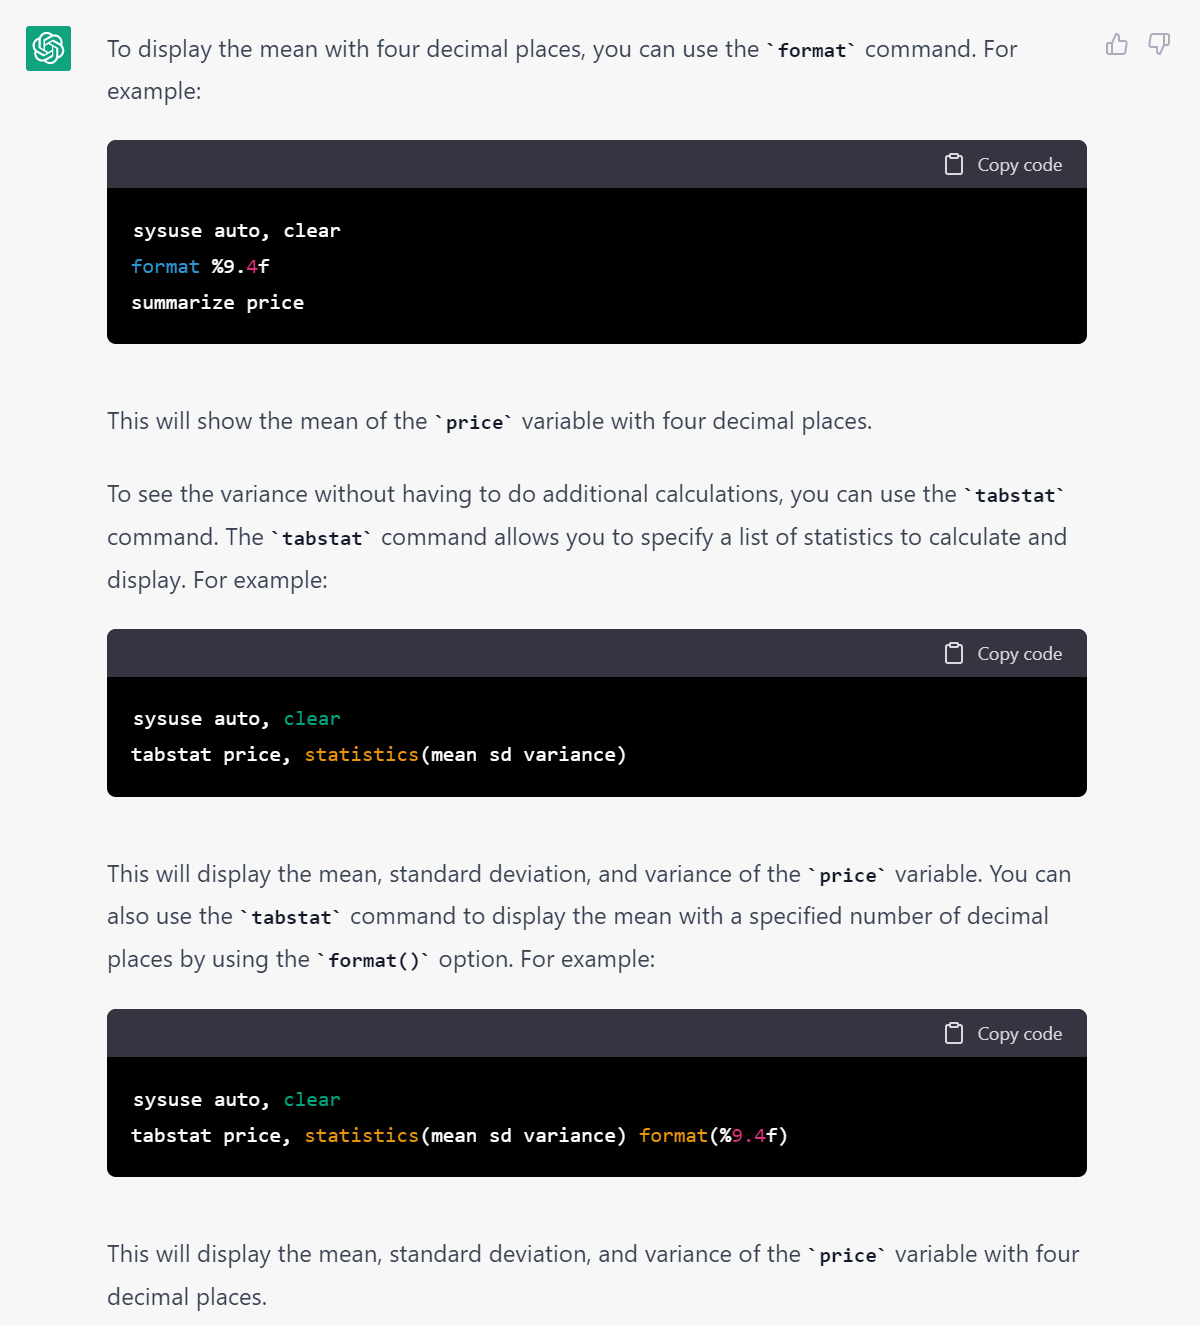 To display the mean with four decimal places, you can use the `format` command. For
example:
Copy code
sysuse auto, clear
format %9.4f
summarize price
This will show the mean of the `price` variable with four decimal places.
To see the variance without having to do additional calculations, you can use the `tabstat`
command. The `tabstat` command allows you to specify a list of statistics to calculate and
display. For example:
Copy code
sysuse auto, clear
tabstat price, statistics(mean sd variance)
This will display the mean, standard deviation, and variance of the `price` variable. You can
also use the `tabstat` command to display the mean with a specified number of decimal
places by using the `format()` option. For example:
Copy code
sysuse auto, clear
tabstat price, statistics(mean sd variance) format(%9.4f)
This will display the mean, standard deviation, and variance of the `price` variable with four
decimal places.